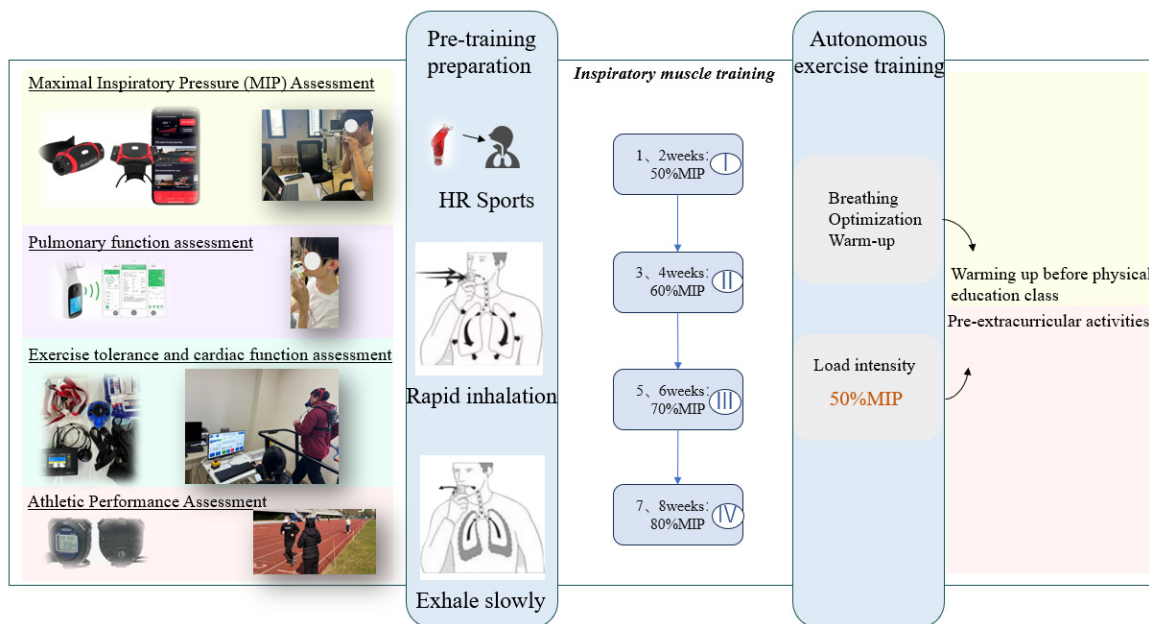 Maximal Inspiratory Pressure (MIP) Assessment
Pulmonary function assessment
Exercise tolerance and cardiac function assessment
Athletic Performance Assessment
Pre-training
preparation
HR Sports
Rapid inhalation
Exhale slowly
Inspiratory muscle training
1、2weeks:
50%MIP
I
3、4weeks:
60%MIP
II
5、6weeks:
70%MIP
III
7、8weeks:
80%MIP
IV
Autonomous
exercise training
Breathing
Optimization
Warm-up
Load intensity
50%MIP
Warming up before physical
education class
Pre-extracurricular activities